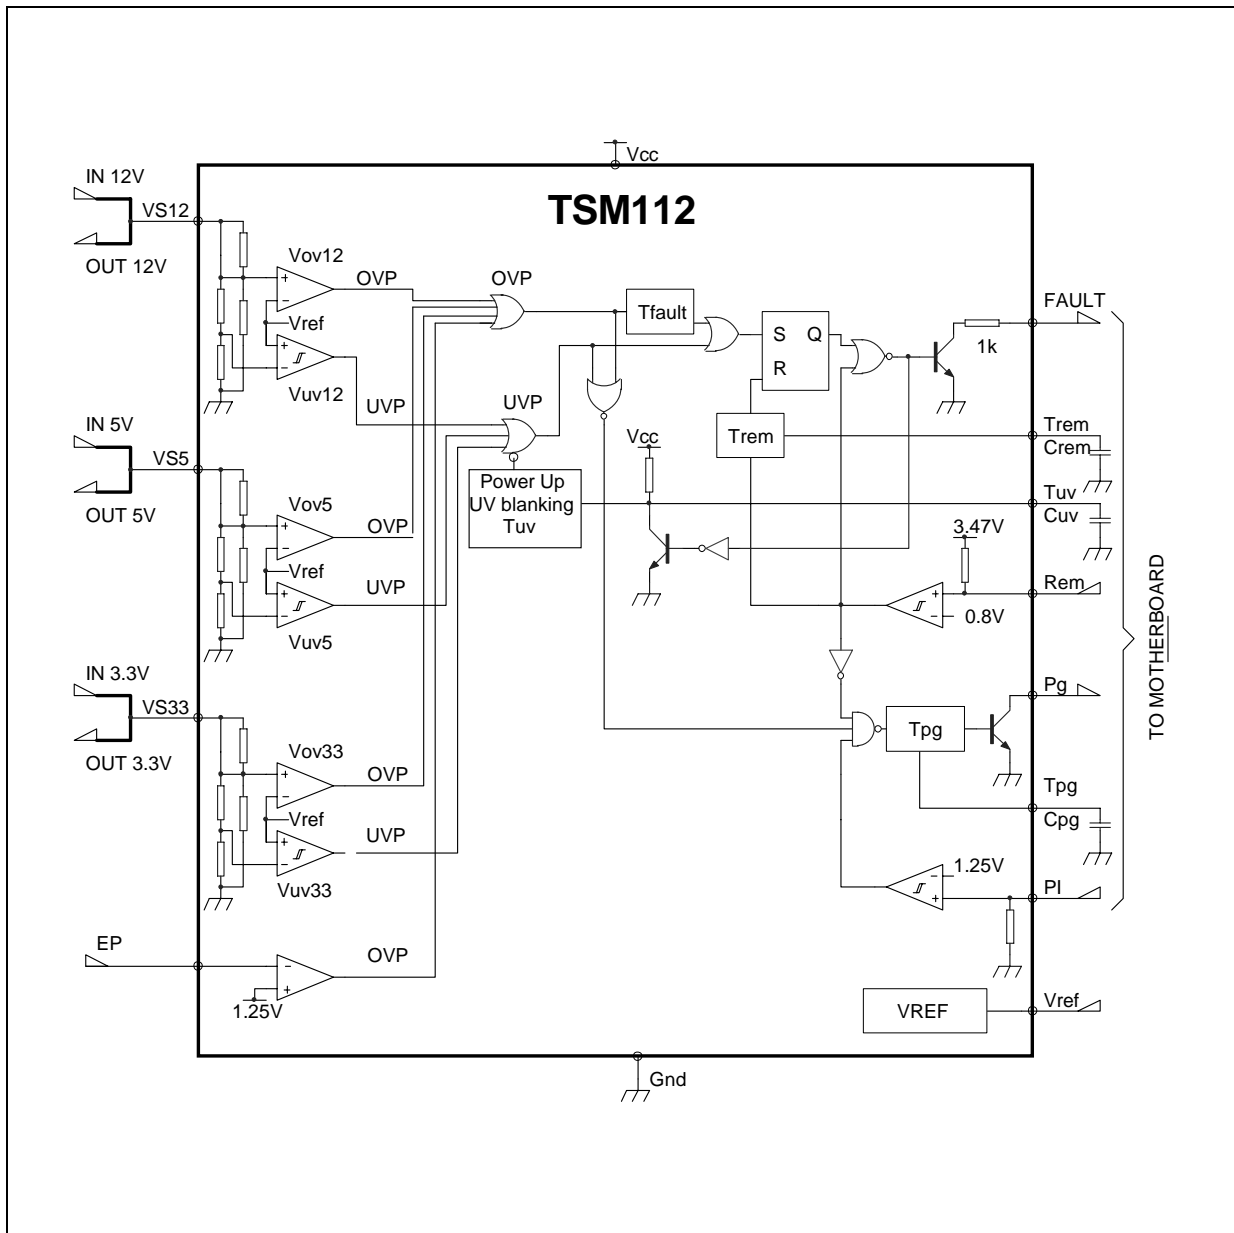 Vcc
TSM112
IN 12V
VS12
OUT 12V
Vov12
OVP
OVP
+
−
Vref
+
−
Vuv12
UVP
UVP
Tfault
S Q
R
FAULT
1k
Trem
Trem
Crem
Vcc
Power Up
UV blanking
Tuv
Tuv
Cuv
IN 5V
VS5
OUT 5V
Vov5
OVP
+
−
Vref
+
−
Vuv5
UVP
3.47V
Rem
+
−
0.8V
TO MOTHERBOARD
IN 3.3V
VS33
OUT 3.3V
Vov33
OVP
+
−
Vref
+
−
Vuv33
UVP
Pg
Tpg
Tpg
Cpg
−
1.25V
+
PI
EP
−
+
OVP
1.25V
VREF
Vref
Gnd